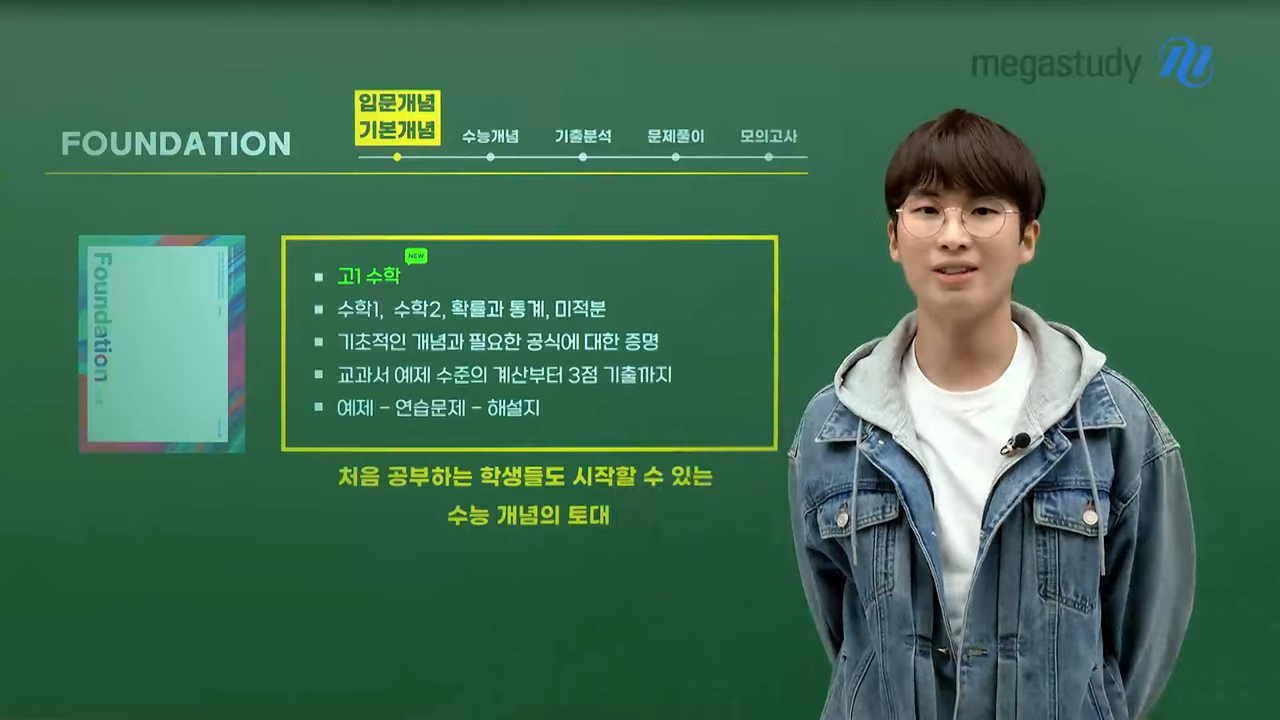 megastudy
FOUNDATION
입문개념
기본개념
수능개념
기출분석
문제풀이
모의고사
Foundation
NEW
고1 수학
수학1, 수학2, 확률과 통계, 미적분
기초적인 개념과 필요한 공식에 대한 증명
교과서 예제 수준의 계산부터 3점 기출까지
예제 - 연습문제 - 해설지
처음 공부하는 학생들도 시작할 수 있는
수능 개념의 토대